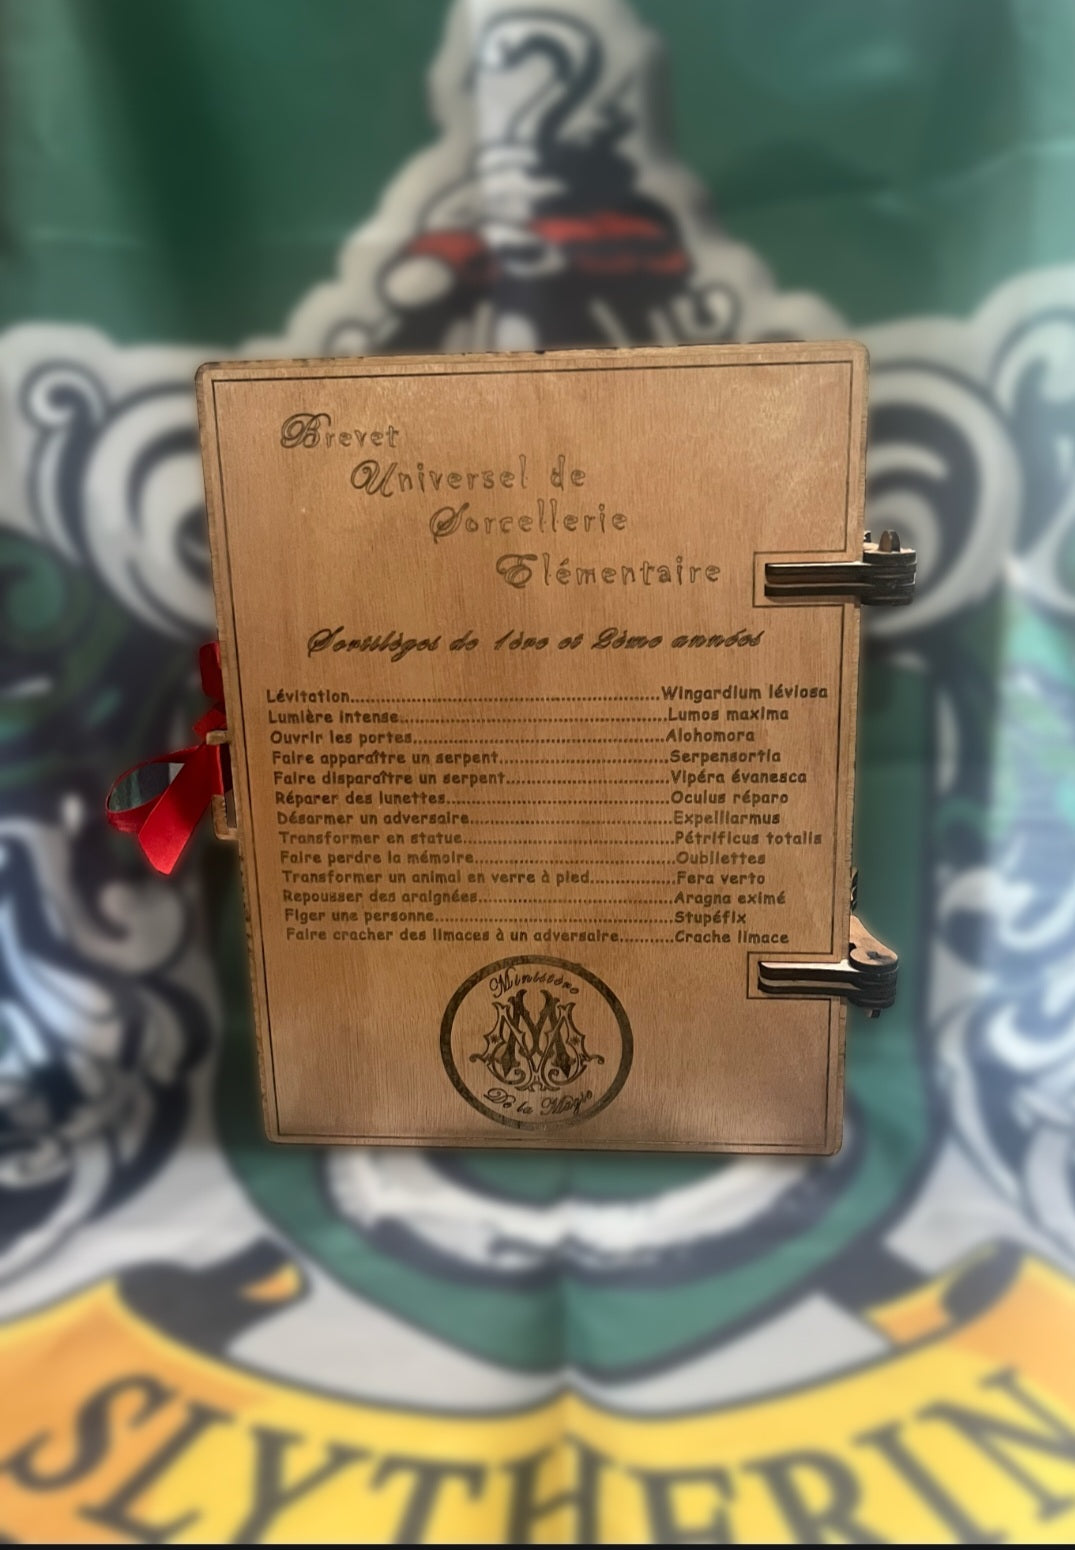 Brevet
Universel de
Sorcellerie
Elémentaire
Sortilèges de 1ère et 2ème années
Lévitation....................................................Wingardium léviosa
Lumière intense.............................................Lumos maxima
Ouvrir les portes..........................................Alohomora
Faire apparaître un serpent............................Serpensortia
Faire disparaître un serpent...........................Vipéra évanesca
Réparer des lunettes.....................................Oculus réparo
Désarmer un adversaire..................................Expelliarmus
Transformer en statue...................................Pétrificus totalis
Faire perdre la mémoire.................................Oubliettes
Transformer un animal en verre à pied..............Fera verto
Repousser des araignées................................Aragna eximé
Figer une personne.......................................Stupéfix
Faire cracher des limaces à un adversaire..........Crache limace
Ministère
De la Magie
SLYTHERIN